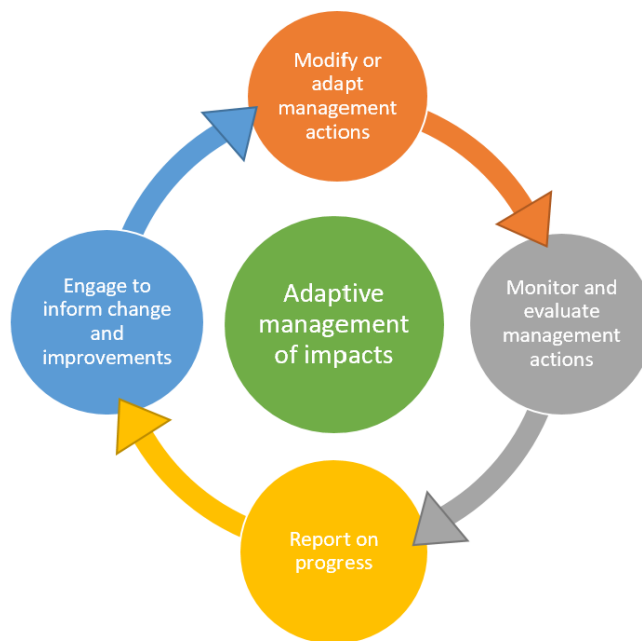 Modify or
adapt
management
actions
Engage to
inform change
and
improvements
Adaptive
management
of impacts
Monitor and
evaluate
management
actions
Report on
progress